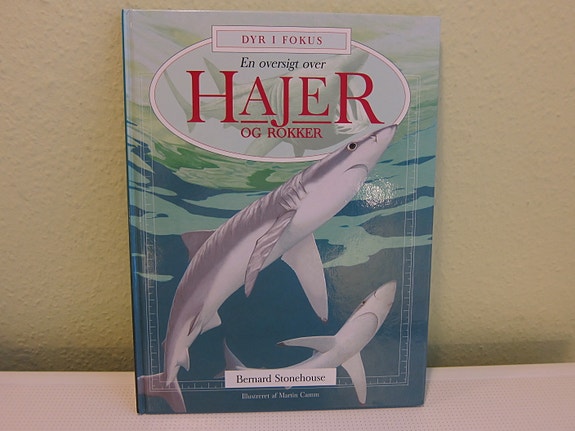 DYR I FOKUS
En oversigt over
HAJER
OG ROKKER
Bernard Stonehouse
Illustreret af Martin Camm